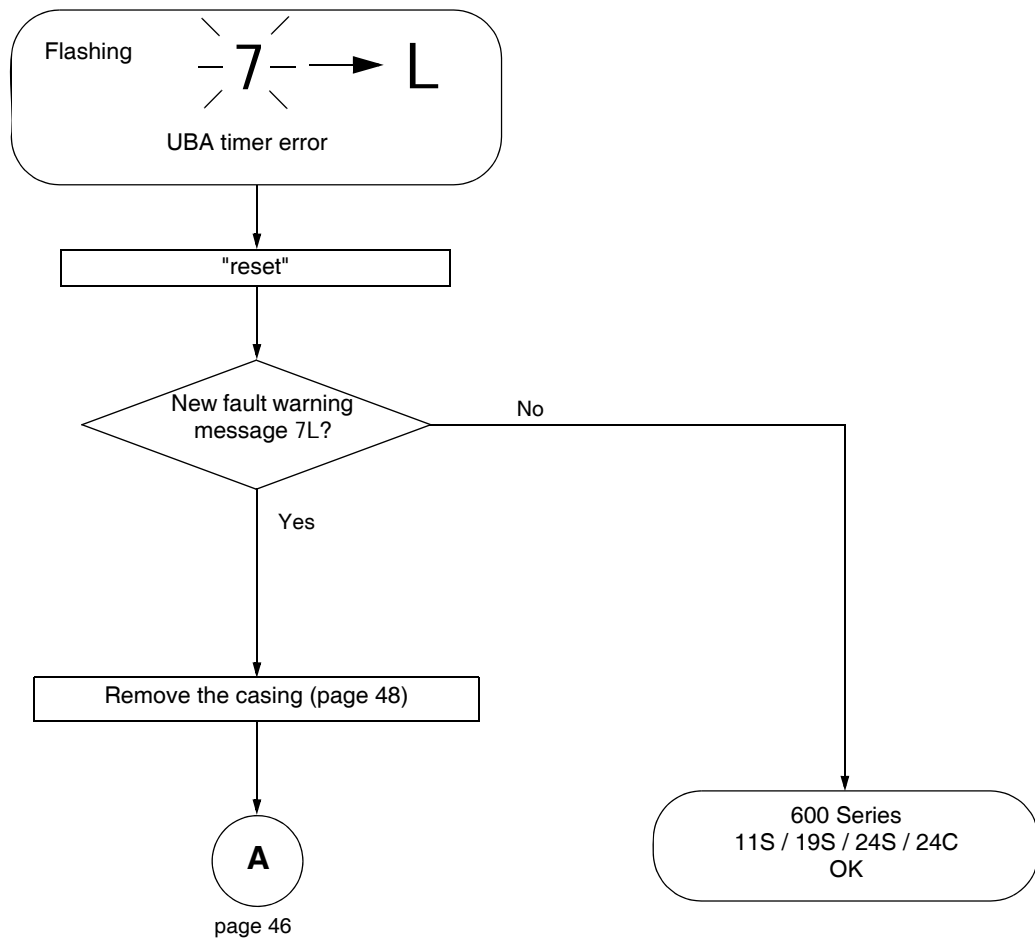 Flashing
7 L
UBA timer error
"reset"
New fault warning
message 7L?
No
Yes
Remove the casing (page 48)
A
page 46
600 Series
11S / 19S / 24S / 24C
OK